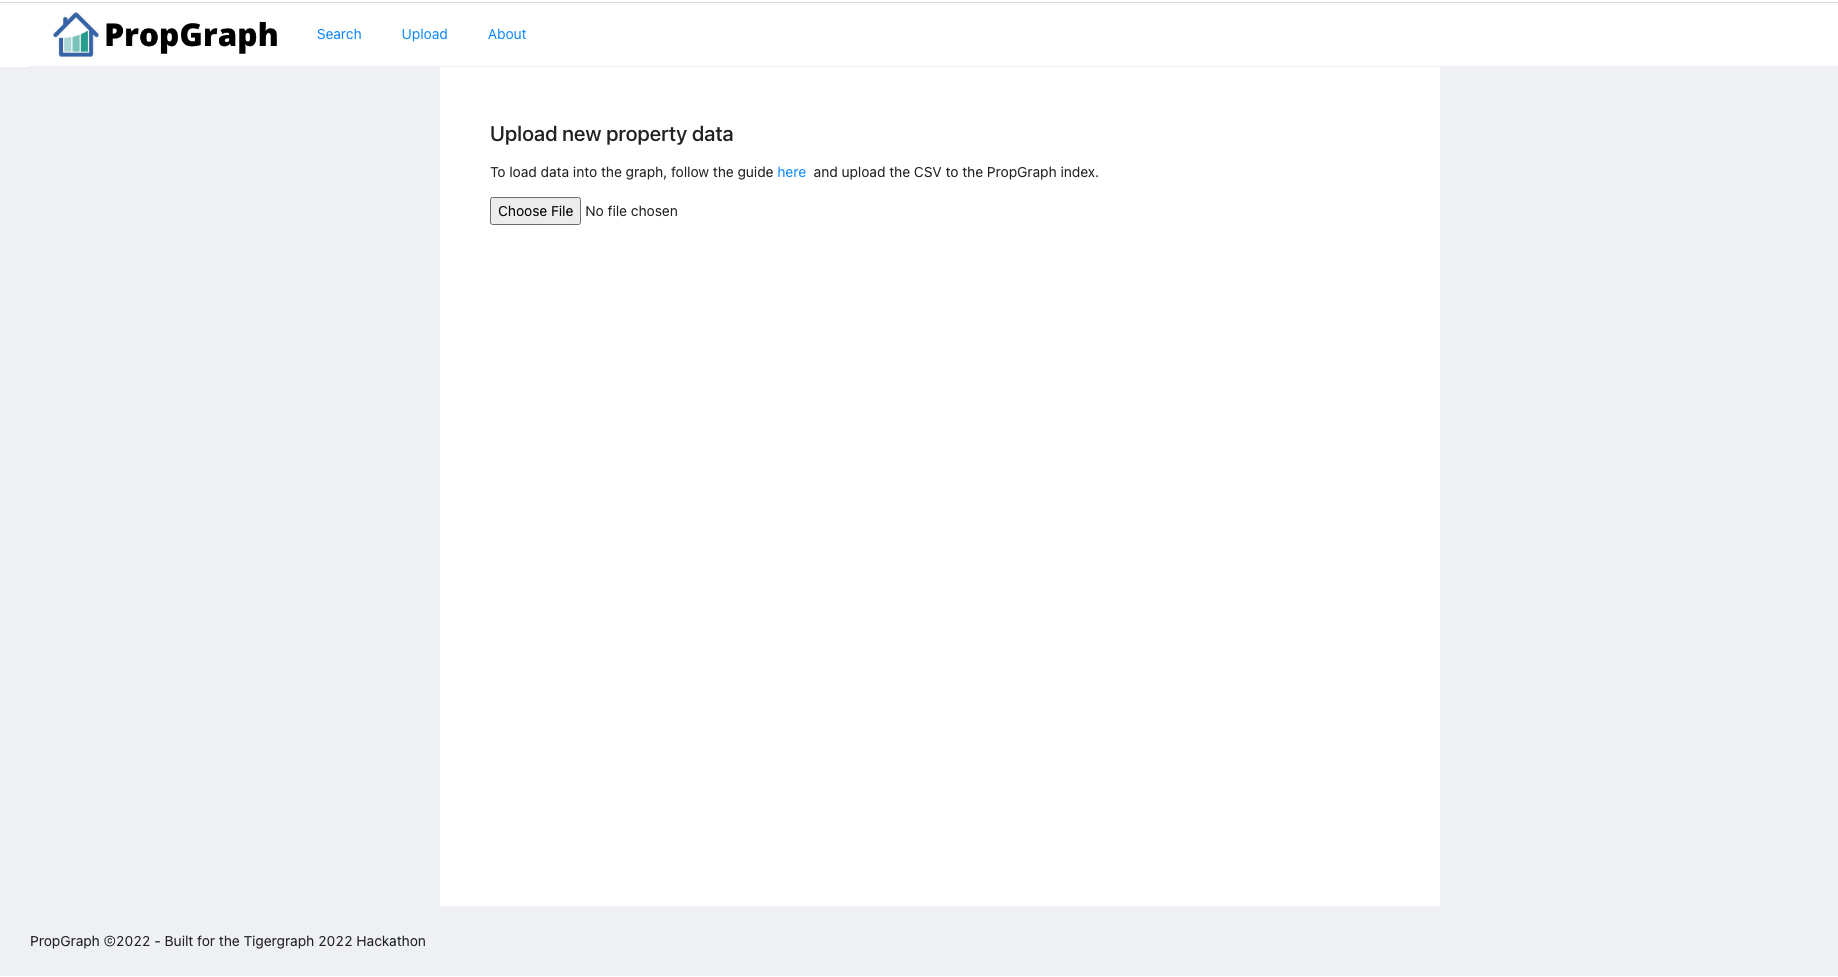 PropGraph Search Upload About
Upload new property data
To load data into the graph, follow the guide here and upload the CSV to the PropGraph index.
Choose File No file chosen
PropGraph ©2022 - Built for the Tigergraph 2022 Hackathon